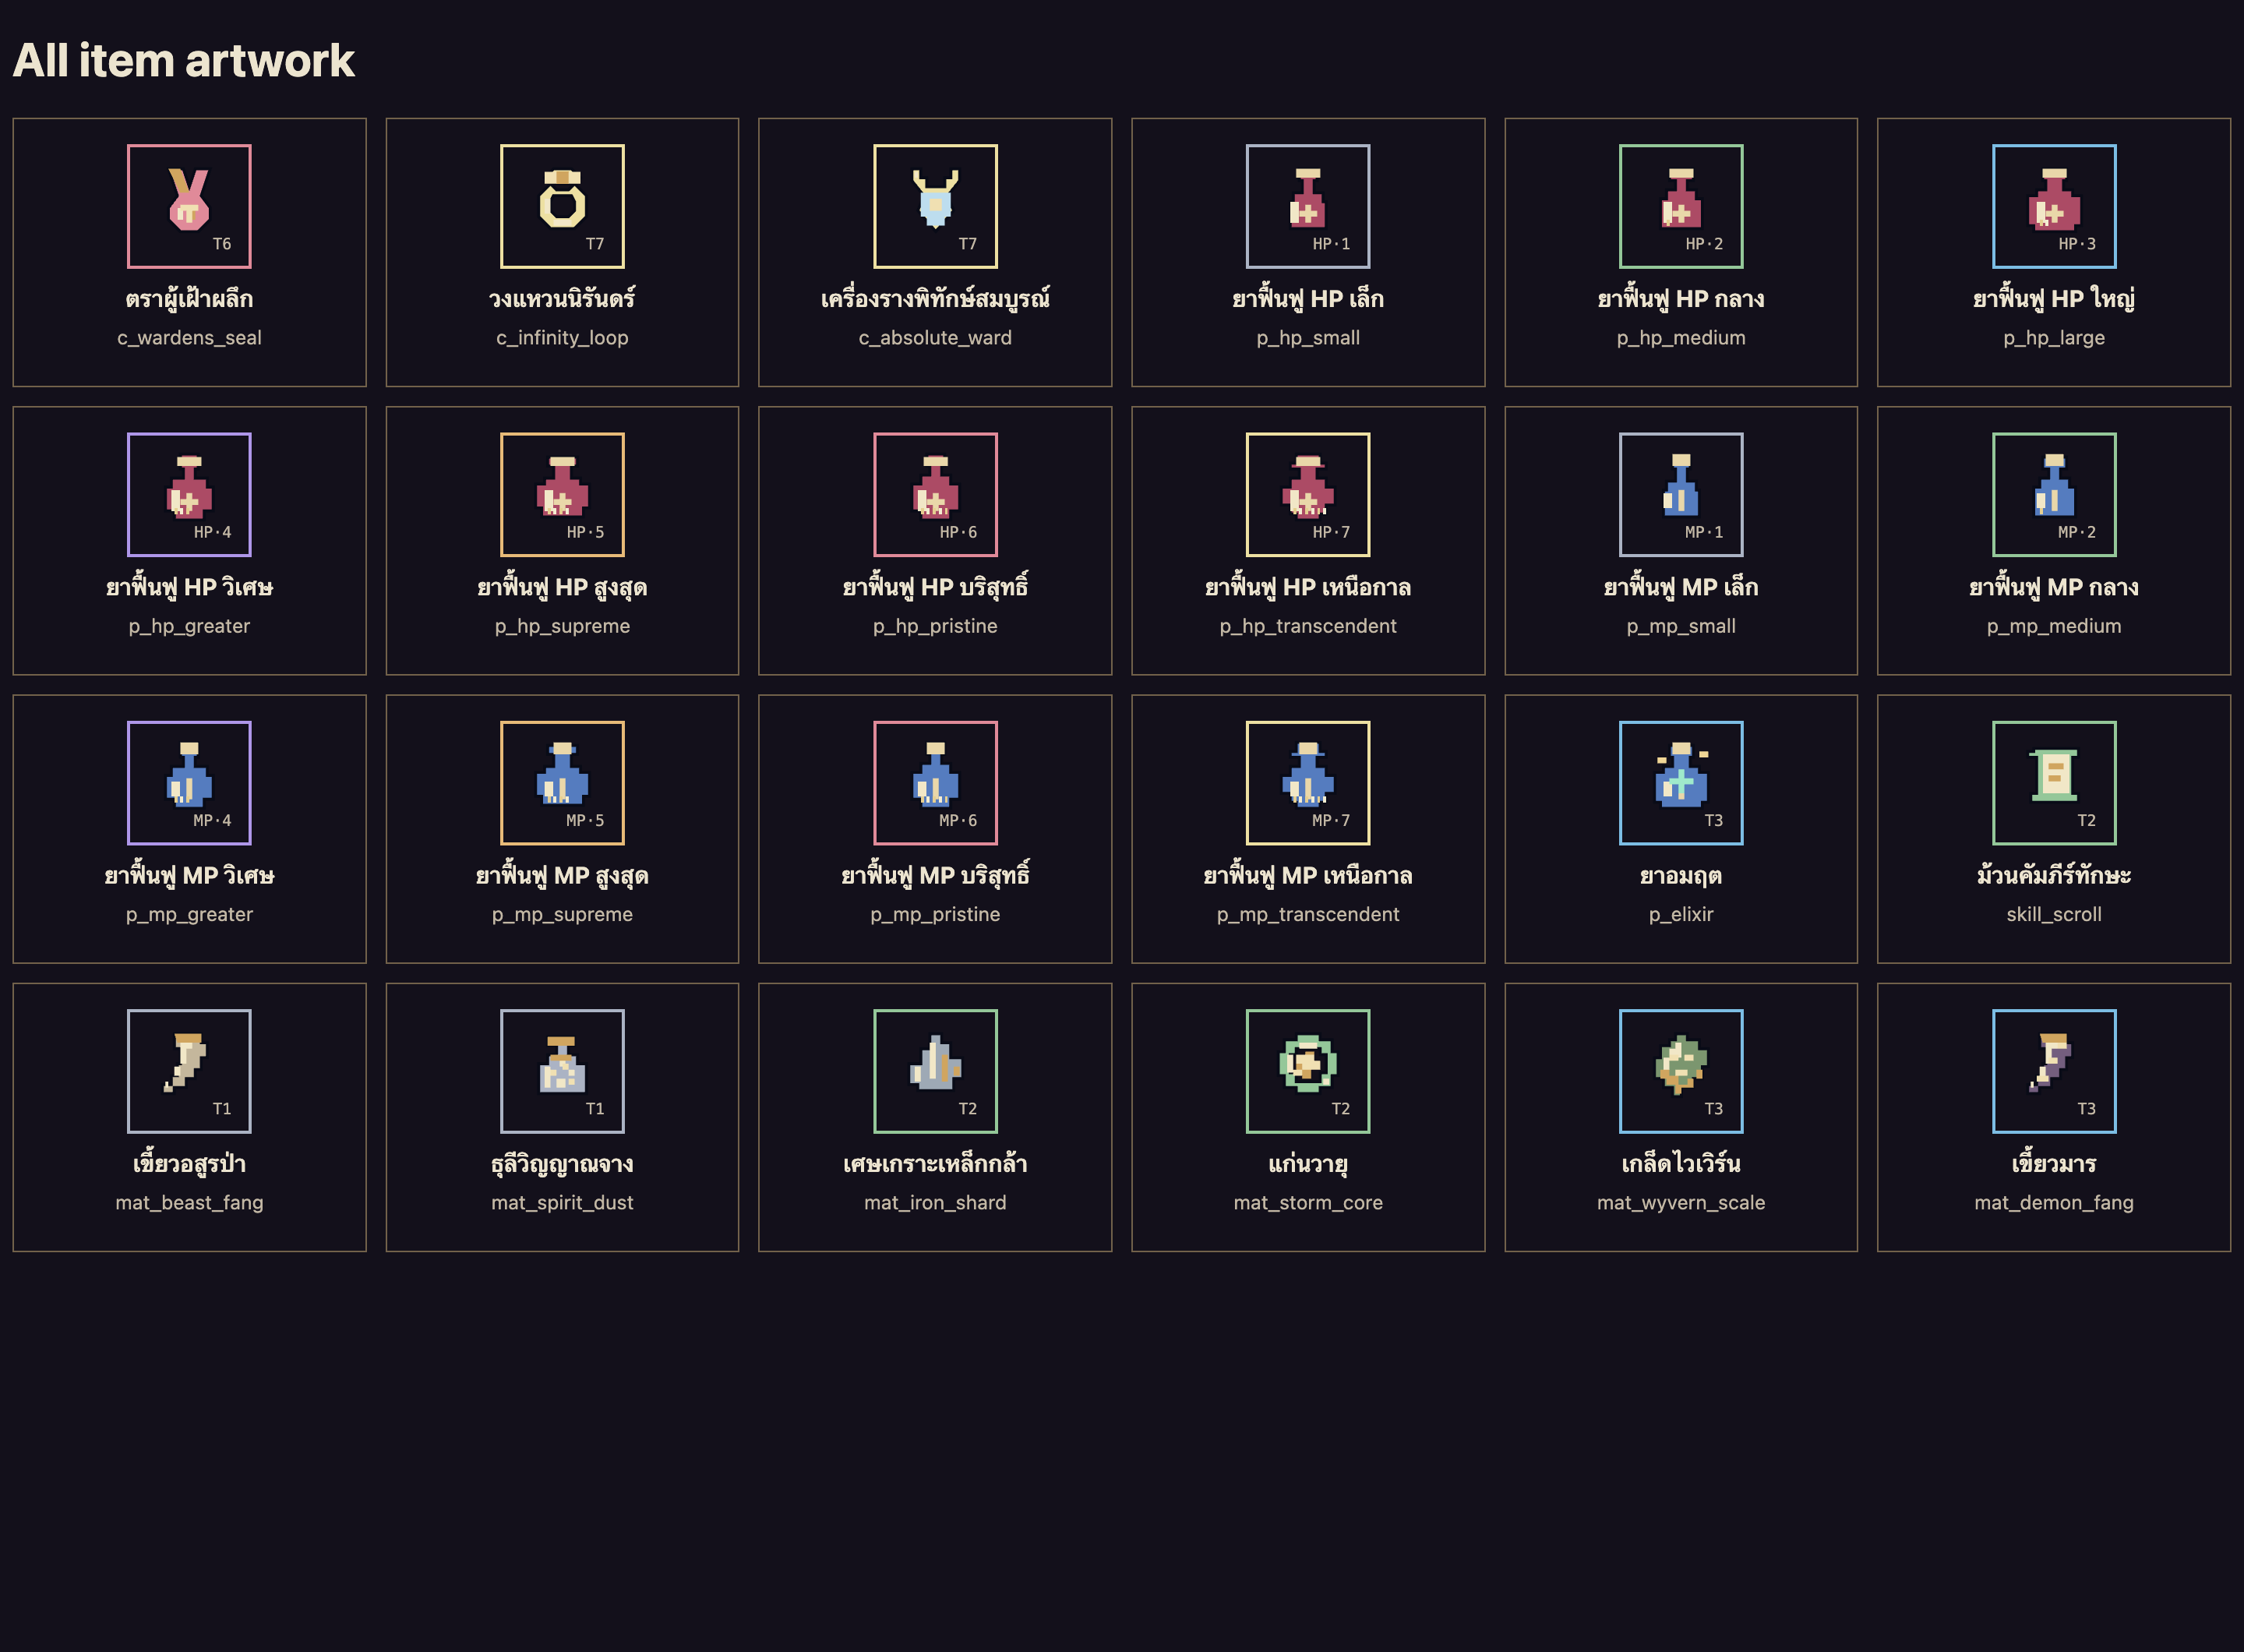 All item artwork
T6
ตราผู้เฝ้าผลึก
c_wardens_seal
T7
วงแหวนนิรันดร์
c_infinity_loop
T7
เครื่องรางพิทักษ์สมบูรณ์
c_absolute_ward
HP·1
ยาฟื้นฟู HP เล็ก
p_hp_small
HP·2
ยาฟื้นฟู HP กลาง
p_hp_medium
HP·3
ยาฟื้นฟู HP ใหญ่
p_hp_large
HP·4
ยาฟื้นฟู HP วิเศษ
p_hp_greater
HP·5
ยาฟื้นฟู HP สูงสุด
p_hp_supreme
HP·6
ยาฟื้นฟู HP บริสุทธิ์
p_hp_pristine
HP·7
ยาฟื้นฟู HP เหนือกาล
p_hp_transcendent
MP·1
ยาฟื้นฟู MP เล็ก
p_mp_small
MP·2
ยาฟื้นฟู MP กลาง
p_mp_medium
MP·4
ยาฟื้นฟู MP วิเศษ
p_mp_greater
MP·5
ยาฟื้นฟู MP สูงสุด
p_mp_supreme
MP·6
ยาฟื้นฟู MP บริสุทธิ์
p_mp_pristine
MP·7
ยาฟื้นฟู MP เหนือกาล
p_mp_transcendent
T3
ยาอมฤต
p_elixir
T2
ม้วนคัมภีร์ทักษะ
skill_scroll
T1
เขี้ยวอสูรป่า
mat_beast_fang
T1
ธุลีวิญญาณจาง
mat_spirit_dust
T2
เศษเกราะเหล็กกล้า
mat_iron_shard
T2
แก่นวายุ
mat_storm_core
T3
เกล็ดไวเวิร์น
mat_wyvern_scale
T3
เขี้ยวมาร
mat_demon_fang